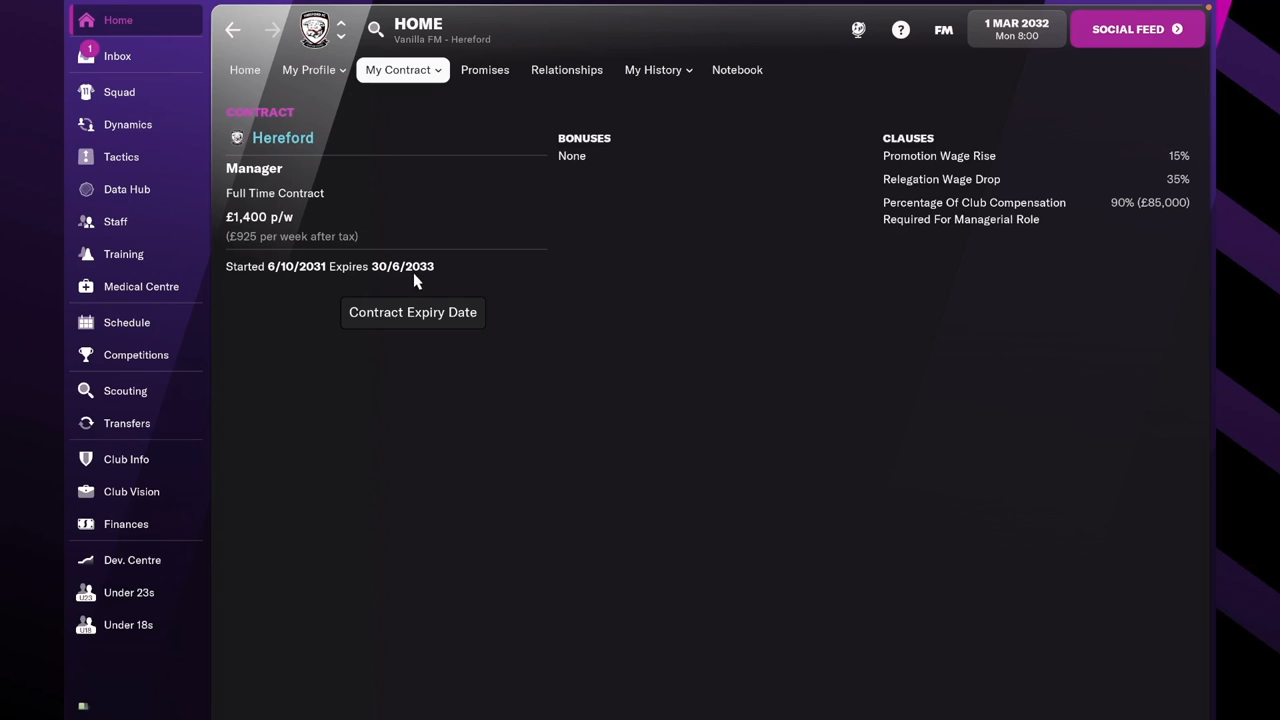 Home
1
Inbox
Squad
Dynamics
Tactics
Data Hub
Staff
Training
Medical Centre
Schedule
Competitions
Scouting
Transfers
Club Info
Club Vision
Finances
Dev. Centre
U23
Under 23s
U18
Under 18s
HOME
Vanilla FM - Hereford
?
FM
1 MAR 2032
Mon 8:00
SOCIAL FEED
Home
My Profile
My Contract
Promises
Relationships
My History
Notebook
CONTRACT
Hereford
Manager
Full Time Contract
£1,400 p/w
(£925 per week after tax)
Started 6/10/2031 Expires 30/6/2033
Contract Expiry Date
BONUSES
None
CLAUSES
Promotion Wage Rise 15%
Relegation Wage Drop 35%
Percentage Of Club Compensation 90% (£85,000)
Required For Managerial Role